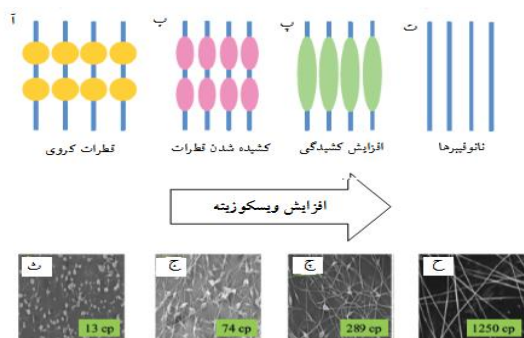 آ
ب
پ
ت
قطرات کروی
کشیده شدن قطرات
افزایش کشیدگی
نانوفیبرها
افزایش ویسکوزیته
ث
ج
چ
ح
13 cp
74 cp
289 cp
1250 cp